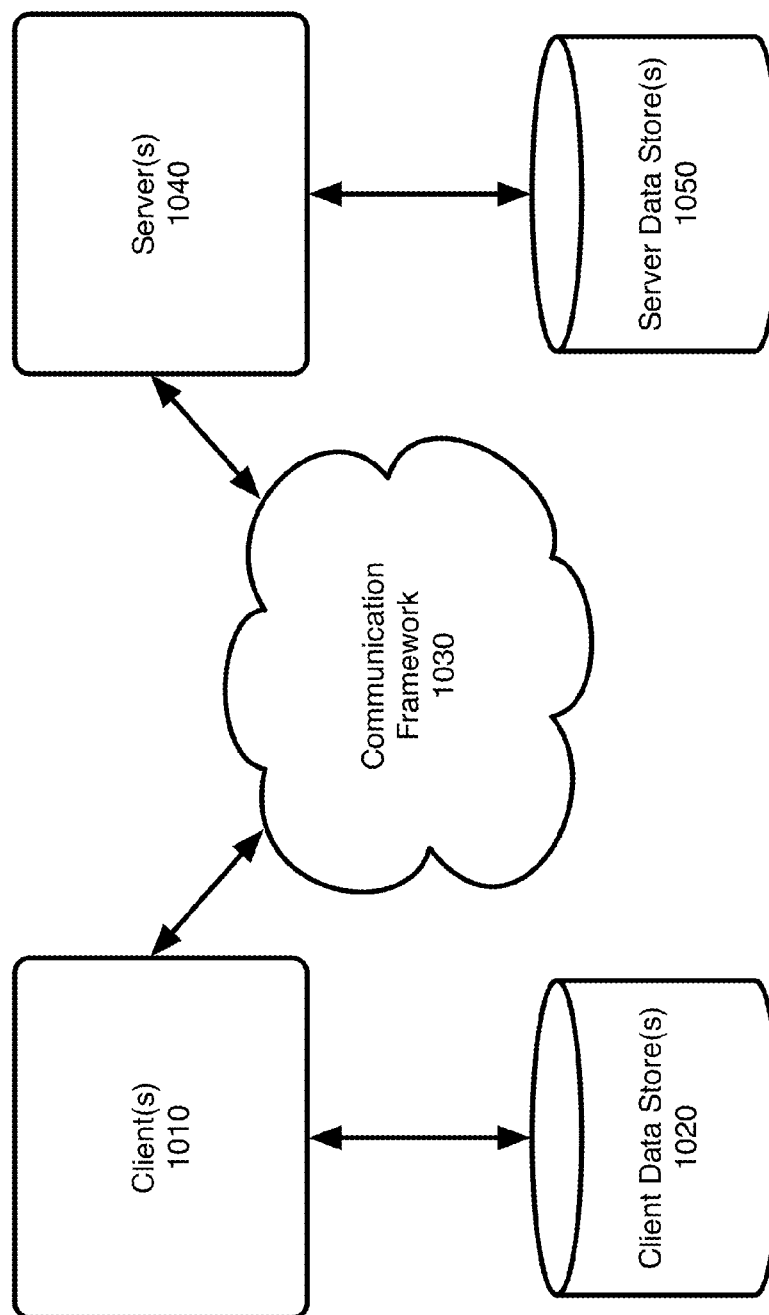 Client(s)
1010
Client Data Store(s)
1020
Communication
Framework
1030
Server(s)
1040
Server Data Store(s)
1050